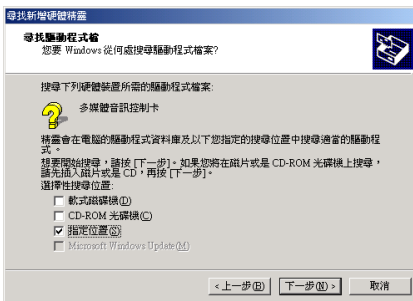 尋找新增硬體精靈
尋找驅動程式檔
您要 Windows 從何處搜尋驅動程式檔案?
搜尋下列硬體裝置所需的驅動程式檔案:
多媒體音訊控制卡
精靈會在電腦的驅動程式資料庫及以下您指定的搜尋位置中搜尋適當的驅動程
式。
想要開始搜尋，請按 [下一步]。如果您將在磁片或是 CD-ROM 光碟機上搜尋，
請先插入磁片或是 CD，再按 [下一步]。
選擇性搜尋位置:
軟式磁碟機(D)
CD-ROM 光碟機(C)
指定位置(S)
Microsoft Windows Update(M)
<上一步(B) 下一步(N)> 取消